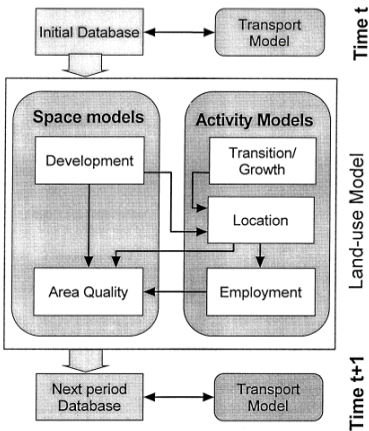 Initial Database
Transport
Model
Time t
Space models
Activity Models
Development
Transition/
Growth
Location
Area Quality
Employment
Land-use Model
Next period
Database
Transport
Model
Time t+1